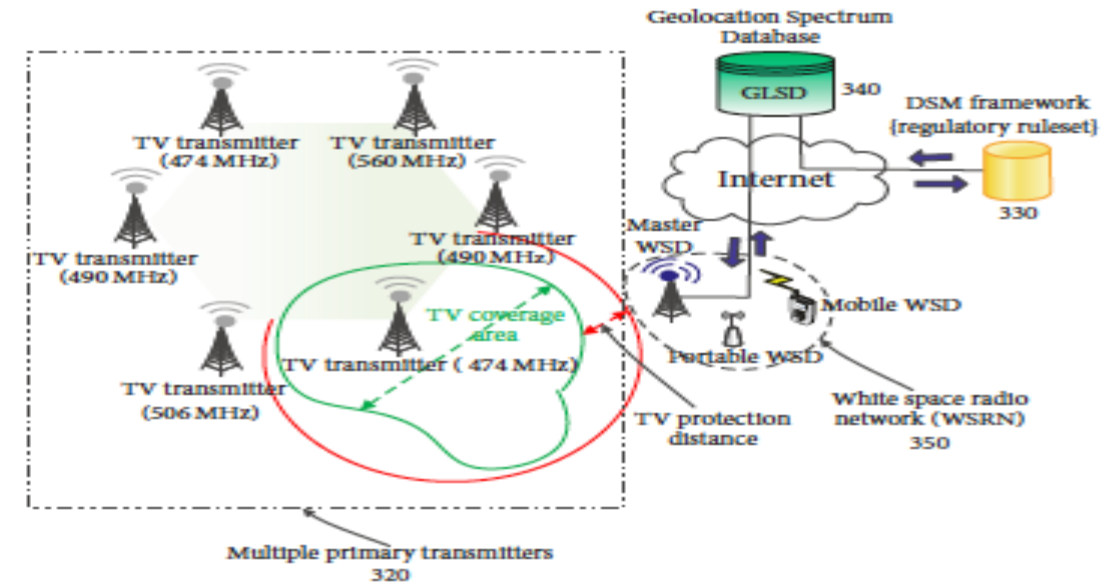 Geolocation Spectrum
Database
GLSD
340
DSM framework
{regulatory ruleset}
330
Internet
TV transmitter
(474 MHz)
TV transmitter
(560 MHz)
TV transmitter
(490 MHz)
TV transmitter
(490 MHz)
Master
WSD
Mobile WSD
Portable WSD
TV coverage
area
TV transmitter ( 474 MHz)
TV transmitter
(506 MHz)
TV protection
distance
White space radio
network (WSRN)
350
Multiple primary transmitters
320